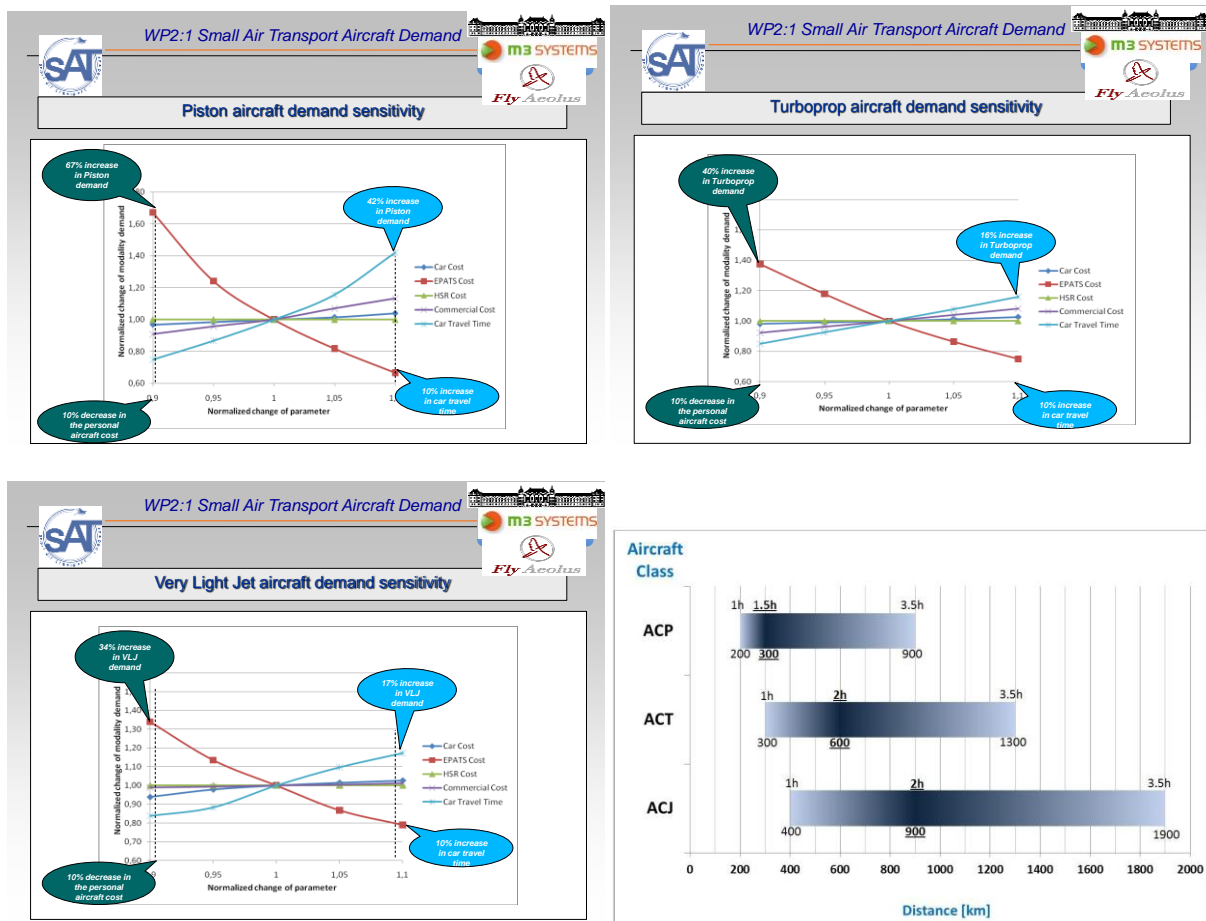 WP2:1 Small Air Transport Aircraft Demand
SAT
m3 SYSTEMS
Fly Aeolus
Piston aircraft demand sensitivity
67% increase
in Piston
demand
42% increase
in Piston
demand
Normalized change of modality demand
80
1,60
1,40
1,20
1,00
0,80
0,60
0,9
0,95
1
1,05
Car Cost
EPATS Cost
HSR Cost
Commercial Cost
Car Travel Time
Normalized change of parameter
10% decrease in
the personal
aircraft cost
10% increase
in car travel
time
WP2:1 Small Air Transport Aircraft Demand
SAT
m3 SYSTEMS
Fly Aeolus
Turboprop aircraft demand sensitivity
40% increase
in Turboprop
demand
16% increase
in Turboprop
demand
Normalized change of modality demand
1,40
1,20
1,00
0,80
0,60
0,9
0,95
1
1,05
1,1
Car Cost
EPATS Cost
HSR Cost
Commercial Cost
Car Travel Time
Normalized change of parameter
10% decrease in
the personal
aircraft cost
10% increase
in car travel
time
WP2:1 Small Air Transport Aircraft Demand
SAT
m3 SYSTEMS
Fly Aeolus
Very Light Jet aircraft demand sensitivity
34% increase
in VLJ
demand
17% increase
in VLJ
demand
Normalized change of modality demand
1,40
1,30
1,20
1,10
1,00
0,90
0,80
0,70
0,60
0,95
1
1,05
1,1
Car Cost
EPATS Cost
HSR Cost
Commercial Cost
Car Travel Time
Normalized change of parameter
10% decrease in
the personal
aircraft cost
10% increase
in car travel
time
Aircraft
Class
1h 1.5h 3.5h
ACP
200 300 900
1h 2h 3.5h
ACT
300 600 1300
1h 2h 3.5h
ACJ
400 900 1900
0 200 400 600 800 1000 1200 1400 1600 1800 2000
Distance [km]